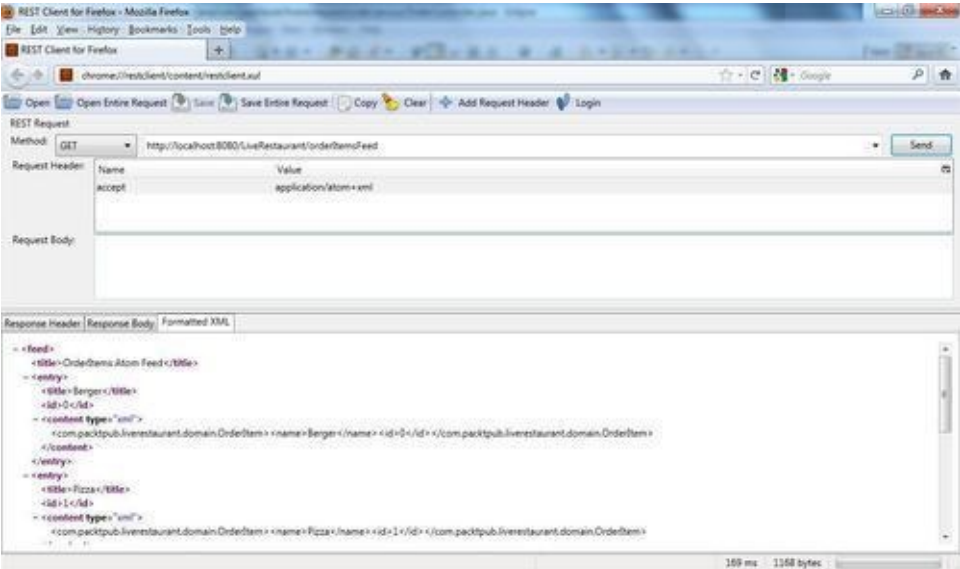 REST Client for Firefox - Mozilla Firefox
File Edit View History Bookmarks Tools Help
REST Client for Firefox +
chrome://restclient/content/restclient.xul
Google
Open Open Entire Request Save Save Entire Request Copy Clear Add Request Header Login
REST Request
Method: GET http://localhost:8080/LiveRestaurant/orderItemsFeed Send
Request Header: Name Value
accept application/atom+xml
Request Body:
Response Header Response Body Formatted XML
- <feed>
<title>OrderItems Atom Feed</title>
- <entry>
<title>Berger</title>
<id>0</id>
- <content type="xml">
<com.packtpub.liverestaurant.domain.OrderItem> <name>Berger</name> <id>0</id> </com.packtpub.liverestaurant.domain.OrderItem>
</content>
</entry>
- <entry>
<title>Pizza</title>
<id>1</id>
- <content type="xml">
<com.packtpub.liverestaurant.domain.OrderItem> <name>Pizza</name> <id>1</id> </com.packtpub.liverestaurant.domain.OrderItem>
169 ms 1168 bytes